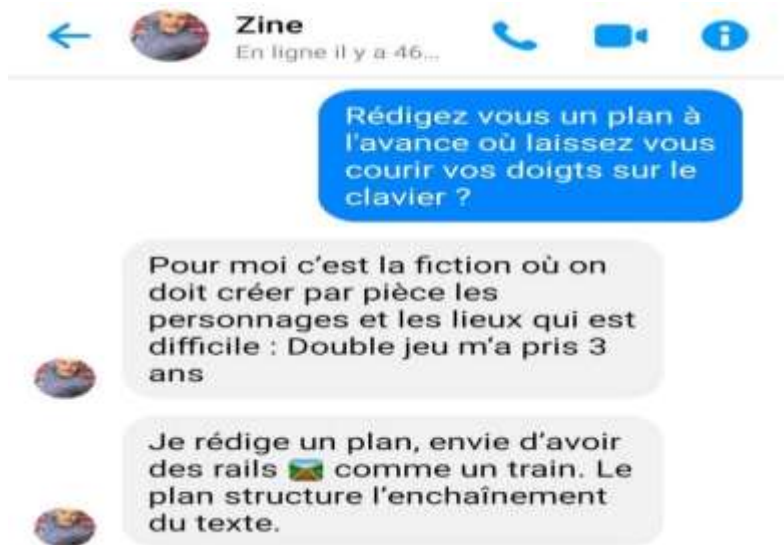 Zine
En ligne il y a 46...
Rédigez vous un plan à
l'avance où laissez vous
courir vos doigts sur le
clavier ?
Pour moi c'est la fiction où on
doit créer par pièce les
personnages et les lieux qui est
difficile : Double jeu m'a pris 3
ans
Je rédige un plan, envie d'avoir
des rails 🛤️ comme un train. Le
plan structure l'enchaînement
du texte.